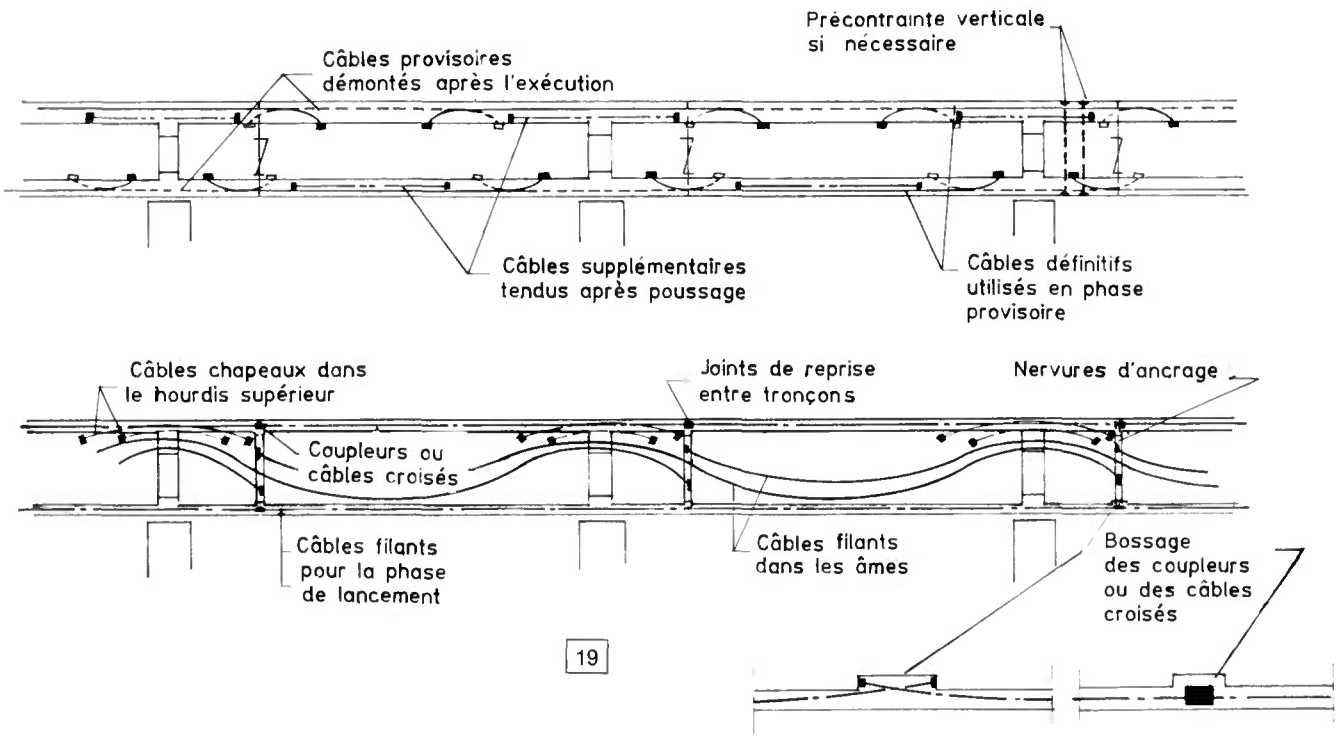 Précontrainte verticale
si nécessaire
Câbles provisoires
démontés après l'exécution
Câbles supplémentaires
tendus après poussage
Câbles définitifs
utilisés en phase
provisoire
Câbles chapeaux dans
le hourdis supérieur
Joints de reprise
entre tronçons
Nervures d'ancrage
Coupleurs ou
câbles croisés
Câbles filants
pour la phase
de lancement
Câbles filants
dans les âmes
Bossage
des coupleurs
ou des câbles
croisés
19